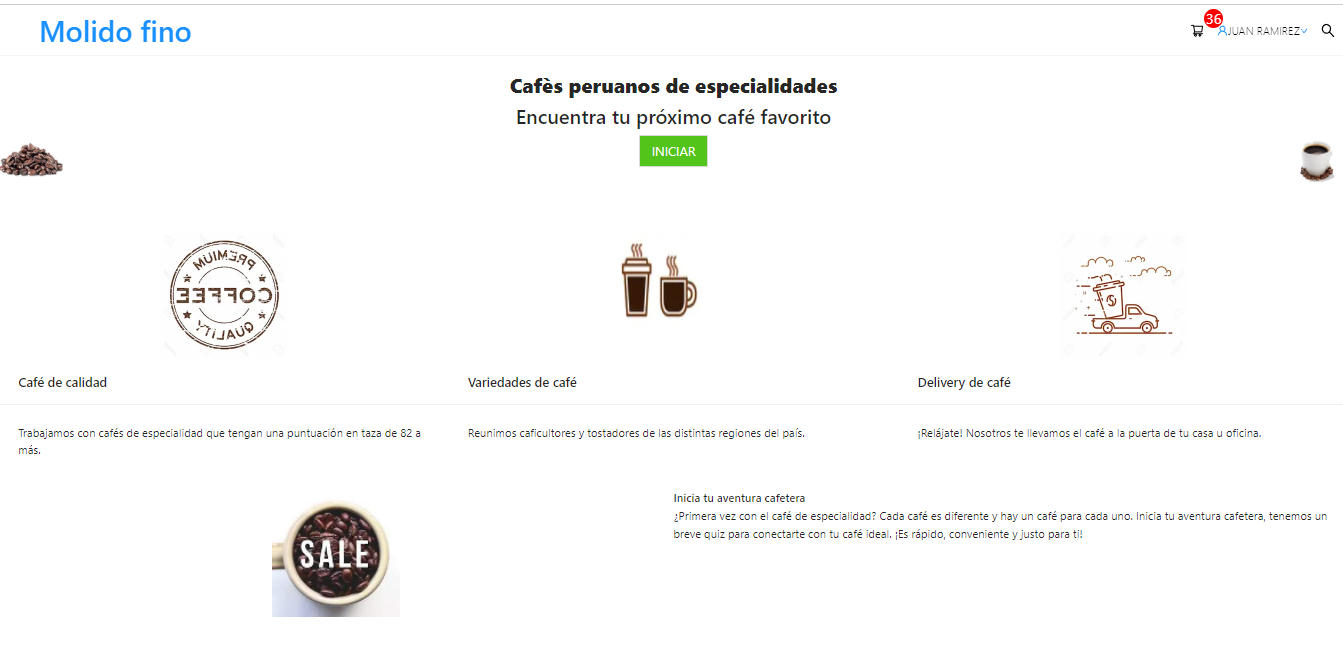 Molido fino
36
JUAN RAMIREZ
Cafès peruanos de especialidades
Encuentra tu próximo café favorito
INICIAR
PREMIUM
COFFEE
QUALITY
Café de calidad
Variedades de café
Delivery de café
Trabajamos con cafés de especialidad que tengan una puntuación en taza de 82 a
más.
Reunimos caficultores y tostadores de las distintas regiones del país.
¡Relájate! Nosotros te llevamos el café a la puerta de tu casa u oficina.
SALE
Inicia tu aventura cafetera
¿Primera vez con el café de especialidad? Cada café es diferente y hay un café para cada uno. Inicia tu aventura cafetera, tenemos un
breve quiz para conectarte con tu café ideal. ¡Es rápido, conveniente y justo para ti!